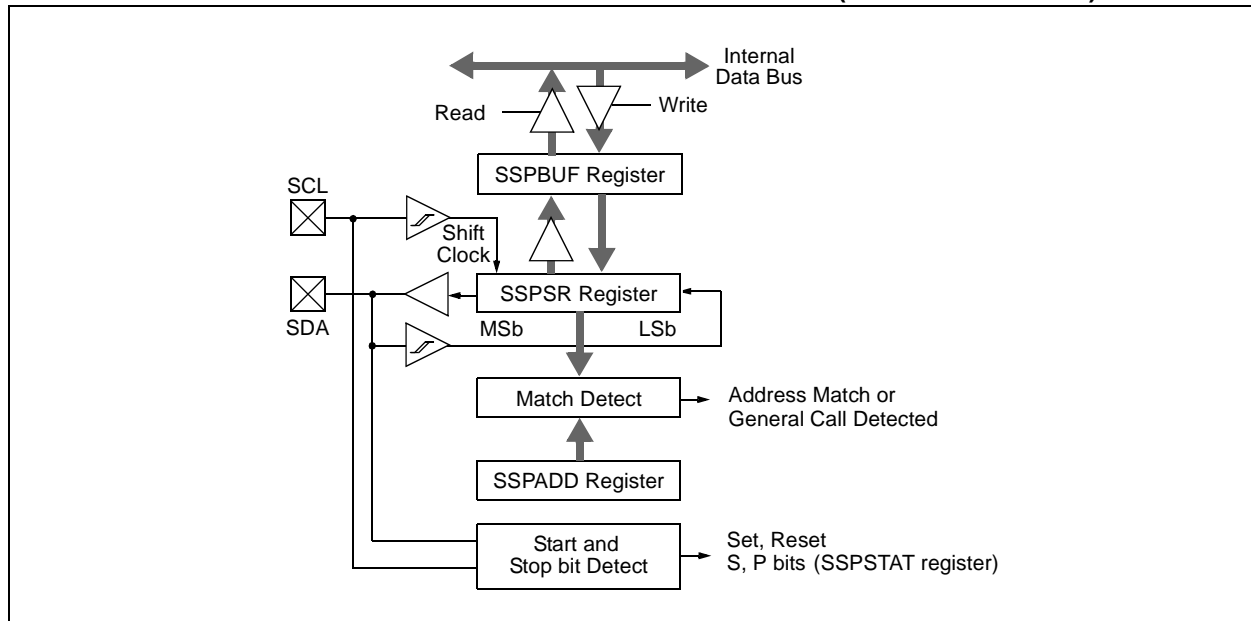 Internal
Data Bus
Read
Write
SSPBUF Register
SCL
Shift
Clock
SSPSR Register
SDA
MSb
LSb
Match Detect
Address Match or
General Call Detected
SSPADD Register
Start and
Stop bit Detect
Set, Reset
S, P bits (SSPSTAT register)